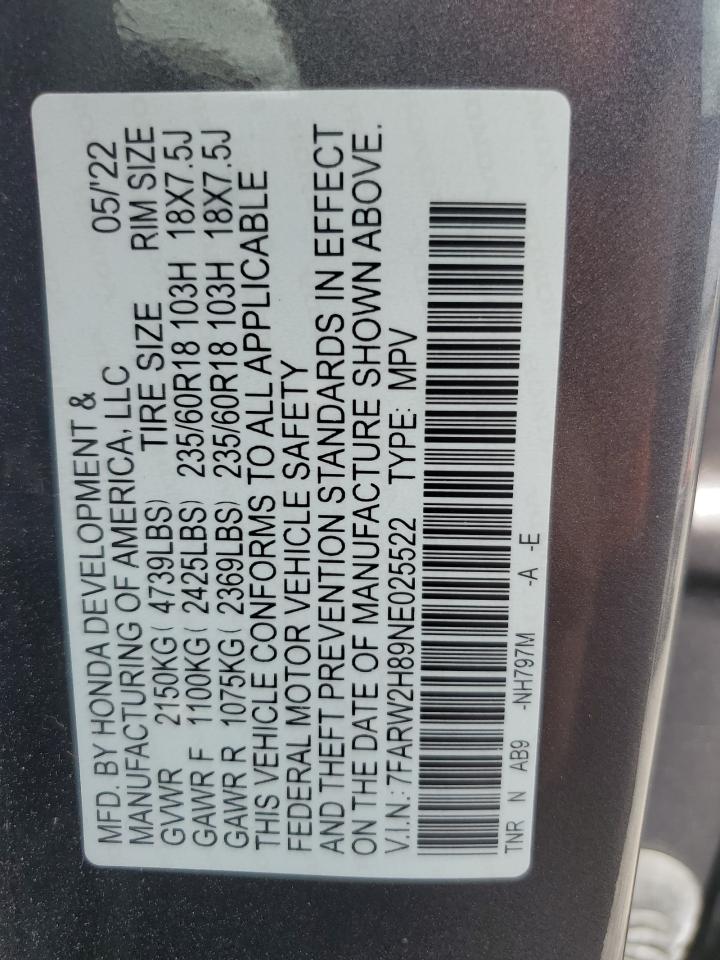 MFD. BY HONDA DEVELOPMENT &
MANUFACTURING OF AMERICA, LLC 05/'22
GVWR 2150KG( 4739LBS) TIRE SIZE RIM SIZE
GAWR F 1100KG( 2425LBS) 235/60R18 103H 18X7.5J
GAWR R 1075KG( 2369LBS) 235/60R18 103H 18X7.5J
THIS VEHICLE CONFORMS TO ALL APPLICABLE
FEDERAL MOTOR VEHICLE SAFETY
AND THEFT PREVENTION STANDARDS IN EFFECT
ON THE DATE OF MANUFACTURE SHOWN ABOVE.
V.I.N.: 7FARW2H89NE025522 TYPE: MPV
TNR N AB9 -NH797M -A -E